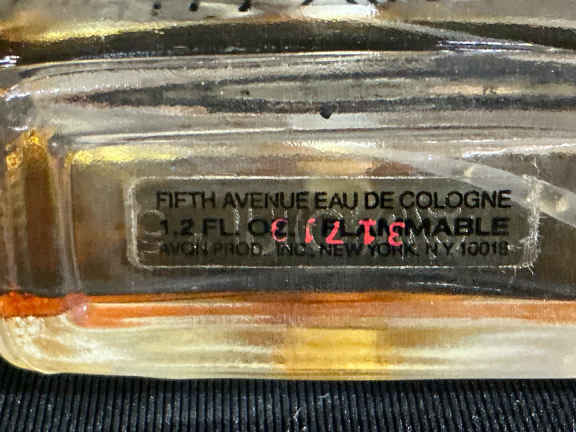 FIFTH AVENUE EAU DE COLOGNE
1.2 FL. OZ. FLAMMABLE
AVON PROD., INC., NEW YORK, N.Y. 10019